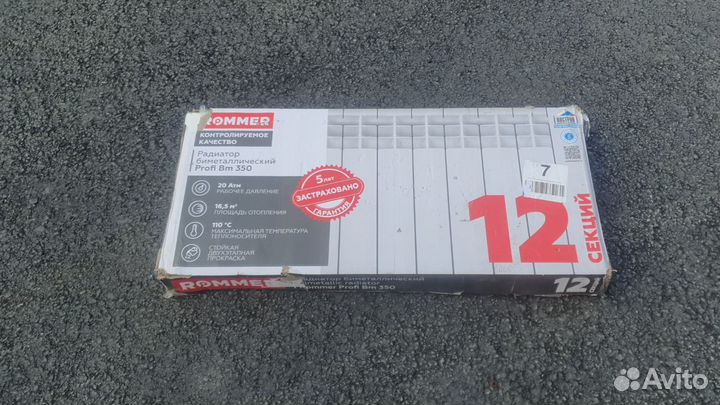 ROMMER
КОНТРОЛИРУЕМОЕ
КАЧЕСТВО
Радиатор
биметаллический
Profi Bm 350
20 Атм
РАБОЧЕЕ ДАВЛЕНИЕ
16,5 м²
ПЛОЩАДЬ ОТОПЛЕНИЯ
110 °C
МАКСИМАЛЬНАЯ ТЕМПЕРАТУРА
ТЕПЛОНОСИТЕЛЯ
СТОЙКАЯ
ДВУХЭТАПНАЯ
ПРОКРАСКА
5 ЛЕТ
ЗАСТРАХОВАНО
ГАРАНТИЯ
7
12
СЕКЦИЙ
ROMMER
Радиатор биметаллический
Bimetallic radiator
Rommer Profi Bm 350
12
Avito